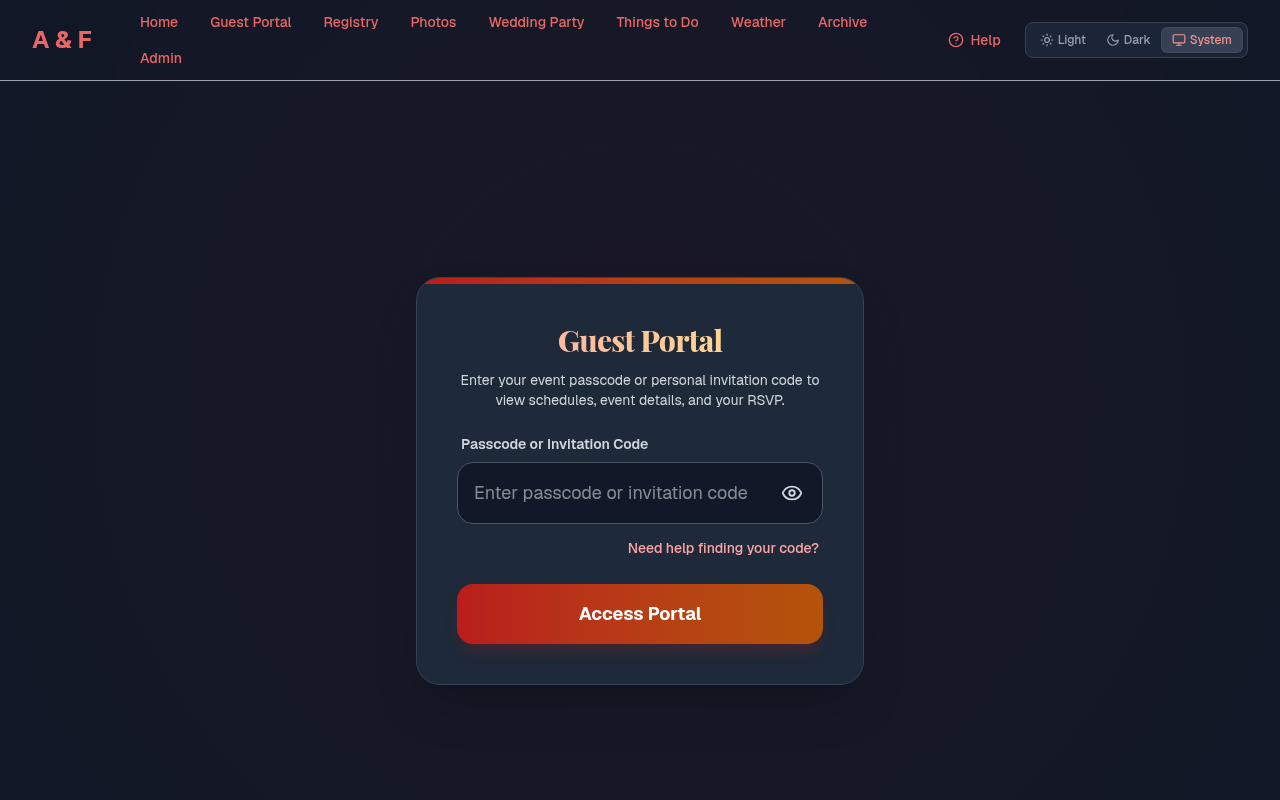 A & F
Home Guest Portal Registry Photos Wedding Party Things to Do Weather Archive
Admin
Help
Light Dark System
Guest Portal
Enter your event passcode or personal invitation code to
view schedules, event details, and your RSVP.
Passcode or Invitation Code
Enter passcode or invitation code
Need help finding your code?
Access Portal